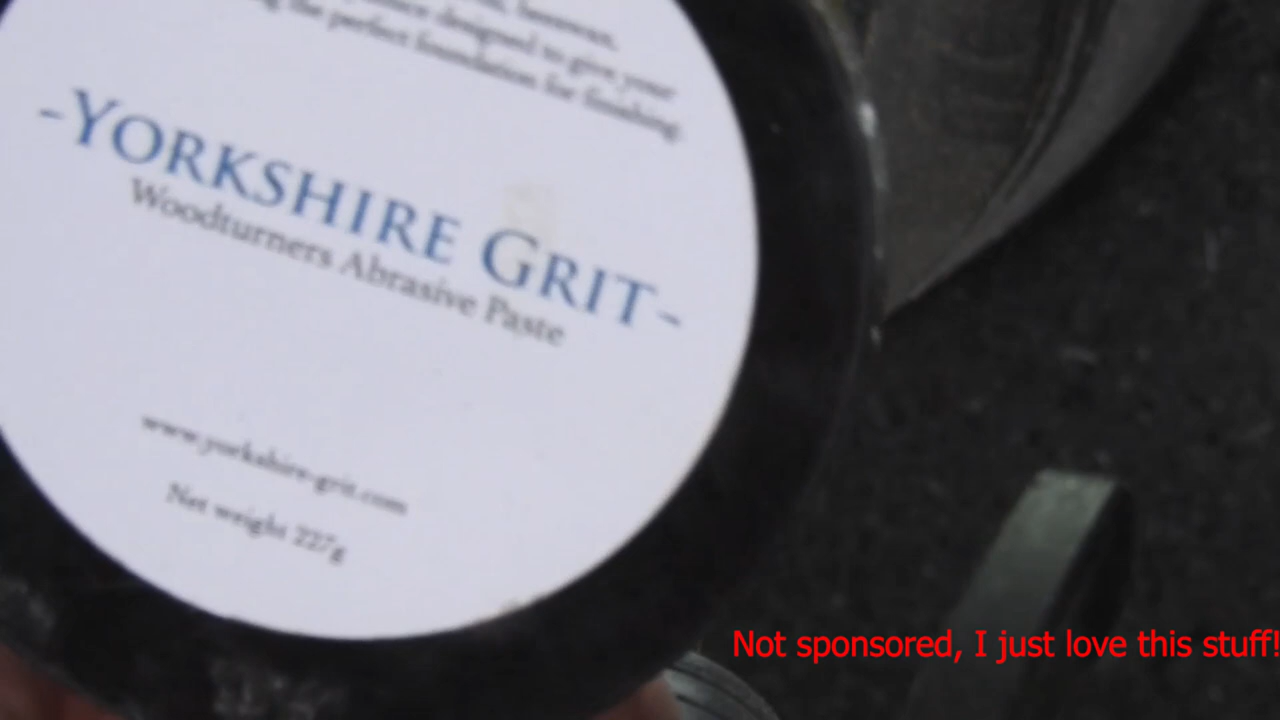 beeswax,
designed to give your
the perfect foundation for finishing.
-YORKSHIRE GRIT-
Woodturners Abrasive Paste
www.yorkshire-grit.com
Net weight 227g
Not sponsored, I just love this stuff!